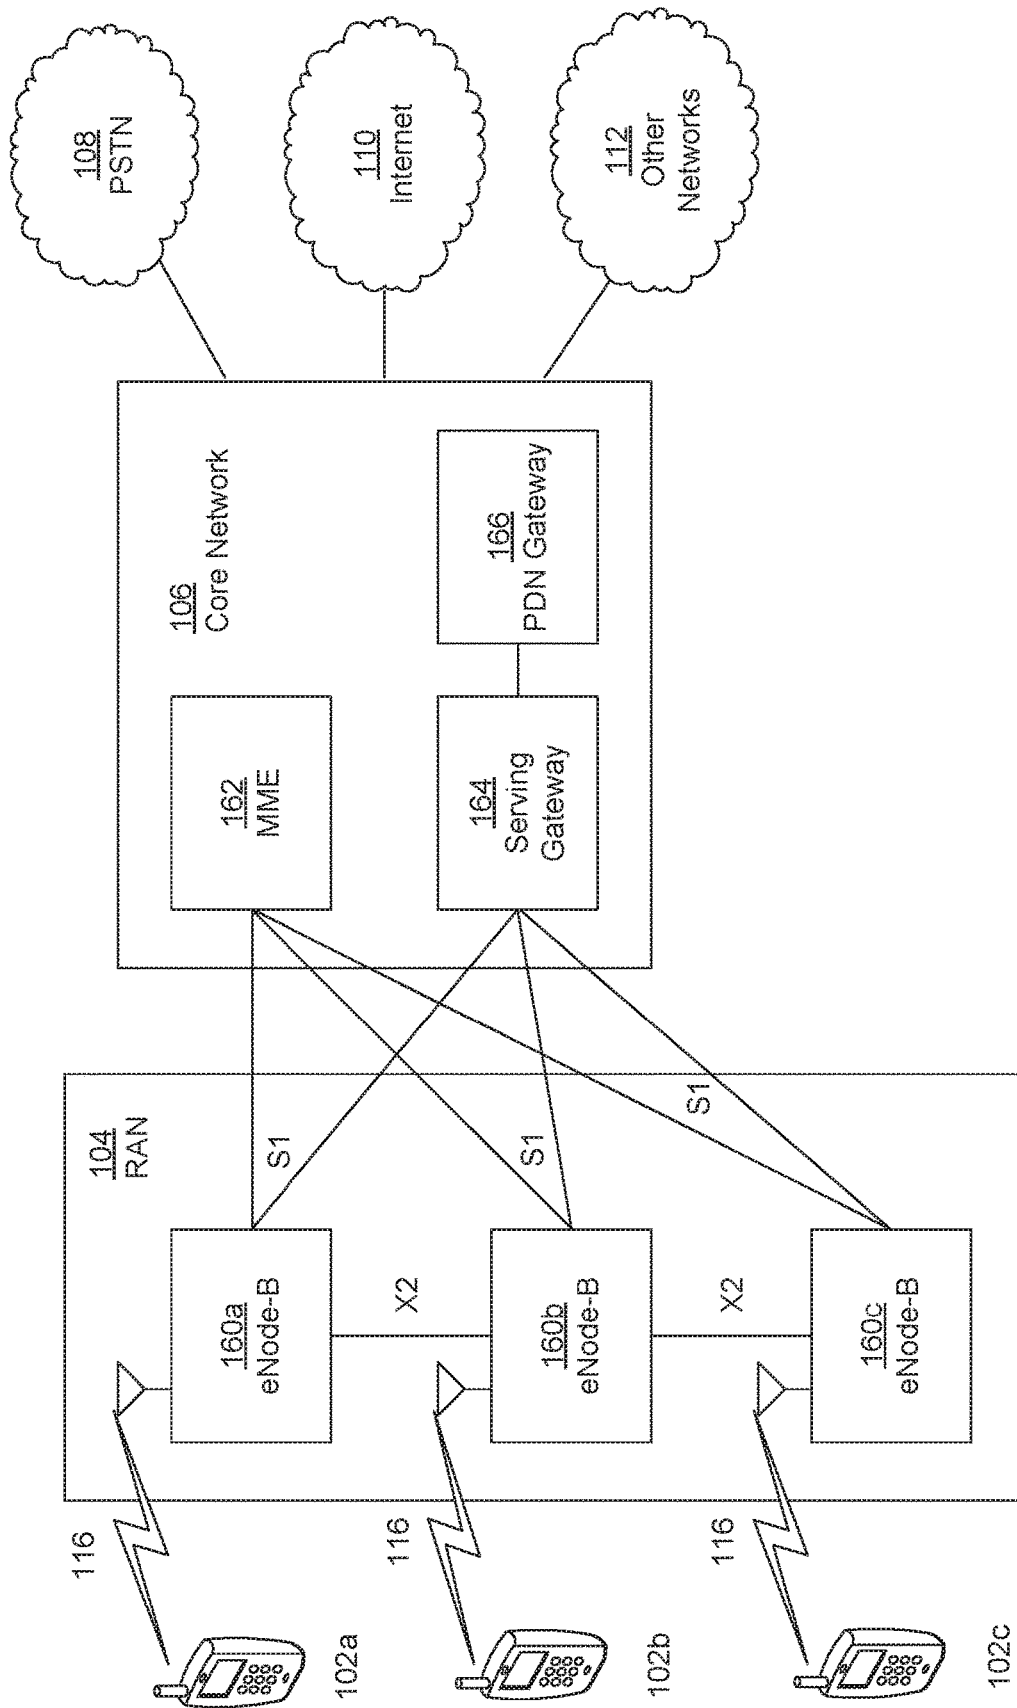 102a
102b
102c
116
116
116
104
RAN
160a
eNode-B
X2
160b
eNode-B
X2
160c
eNode-B
S1
S1
S1
106
Core Network
162
MME
164
Serving
Gateway
166
PDN Gateway
108
PSTN
110
Internet
112
Other
Networks